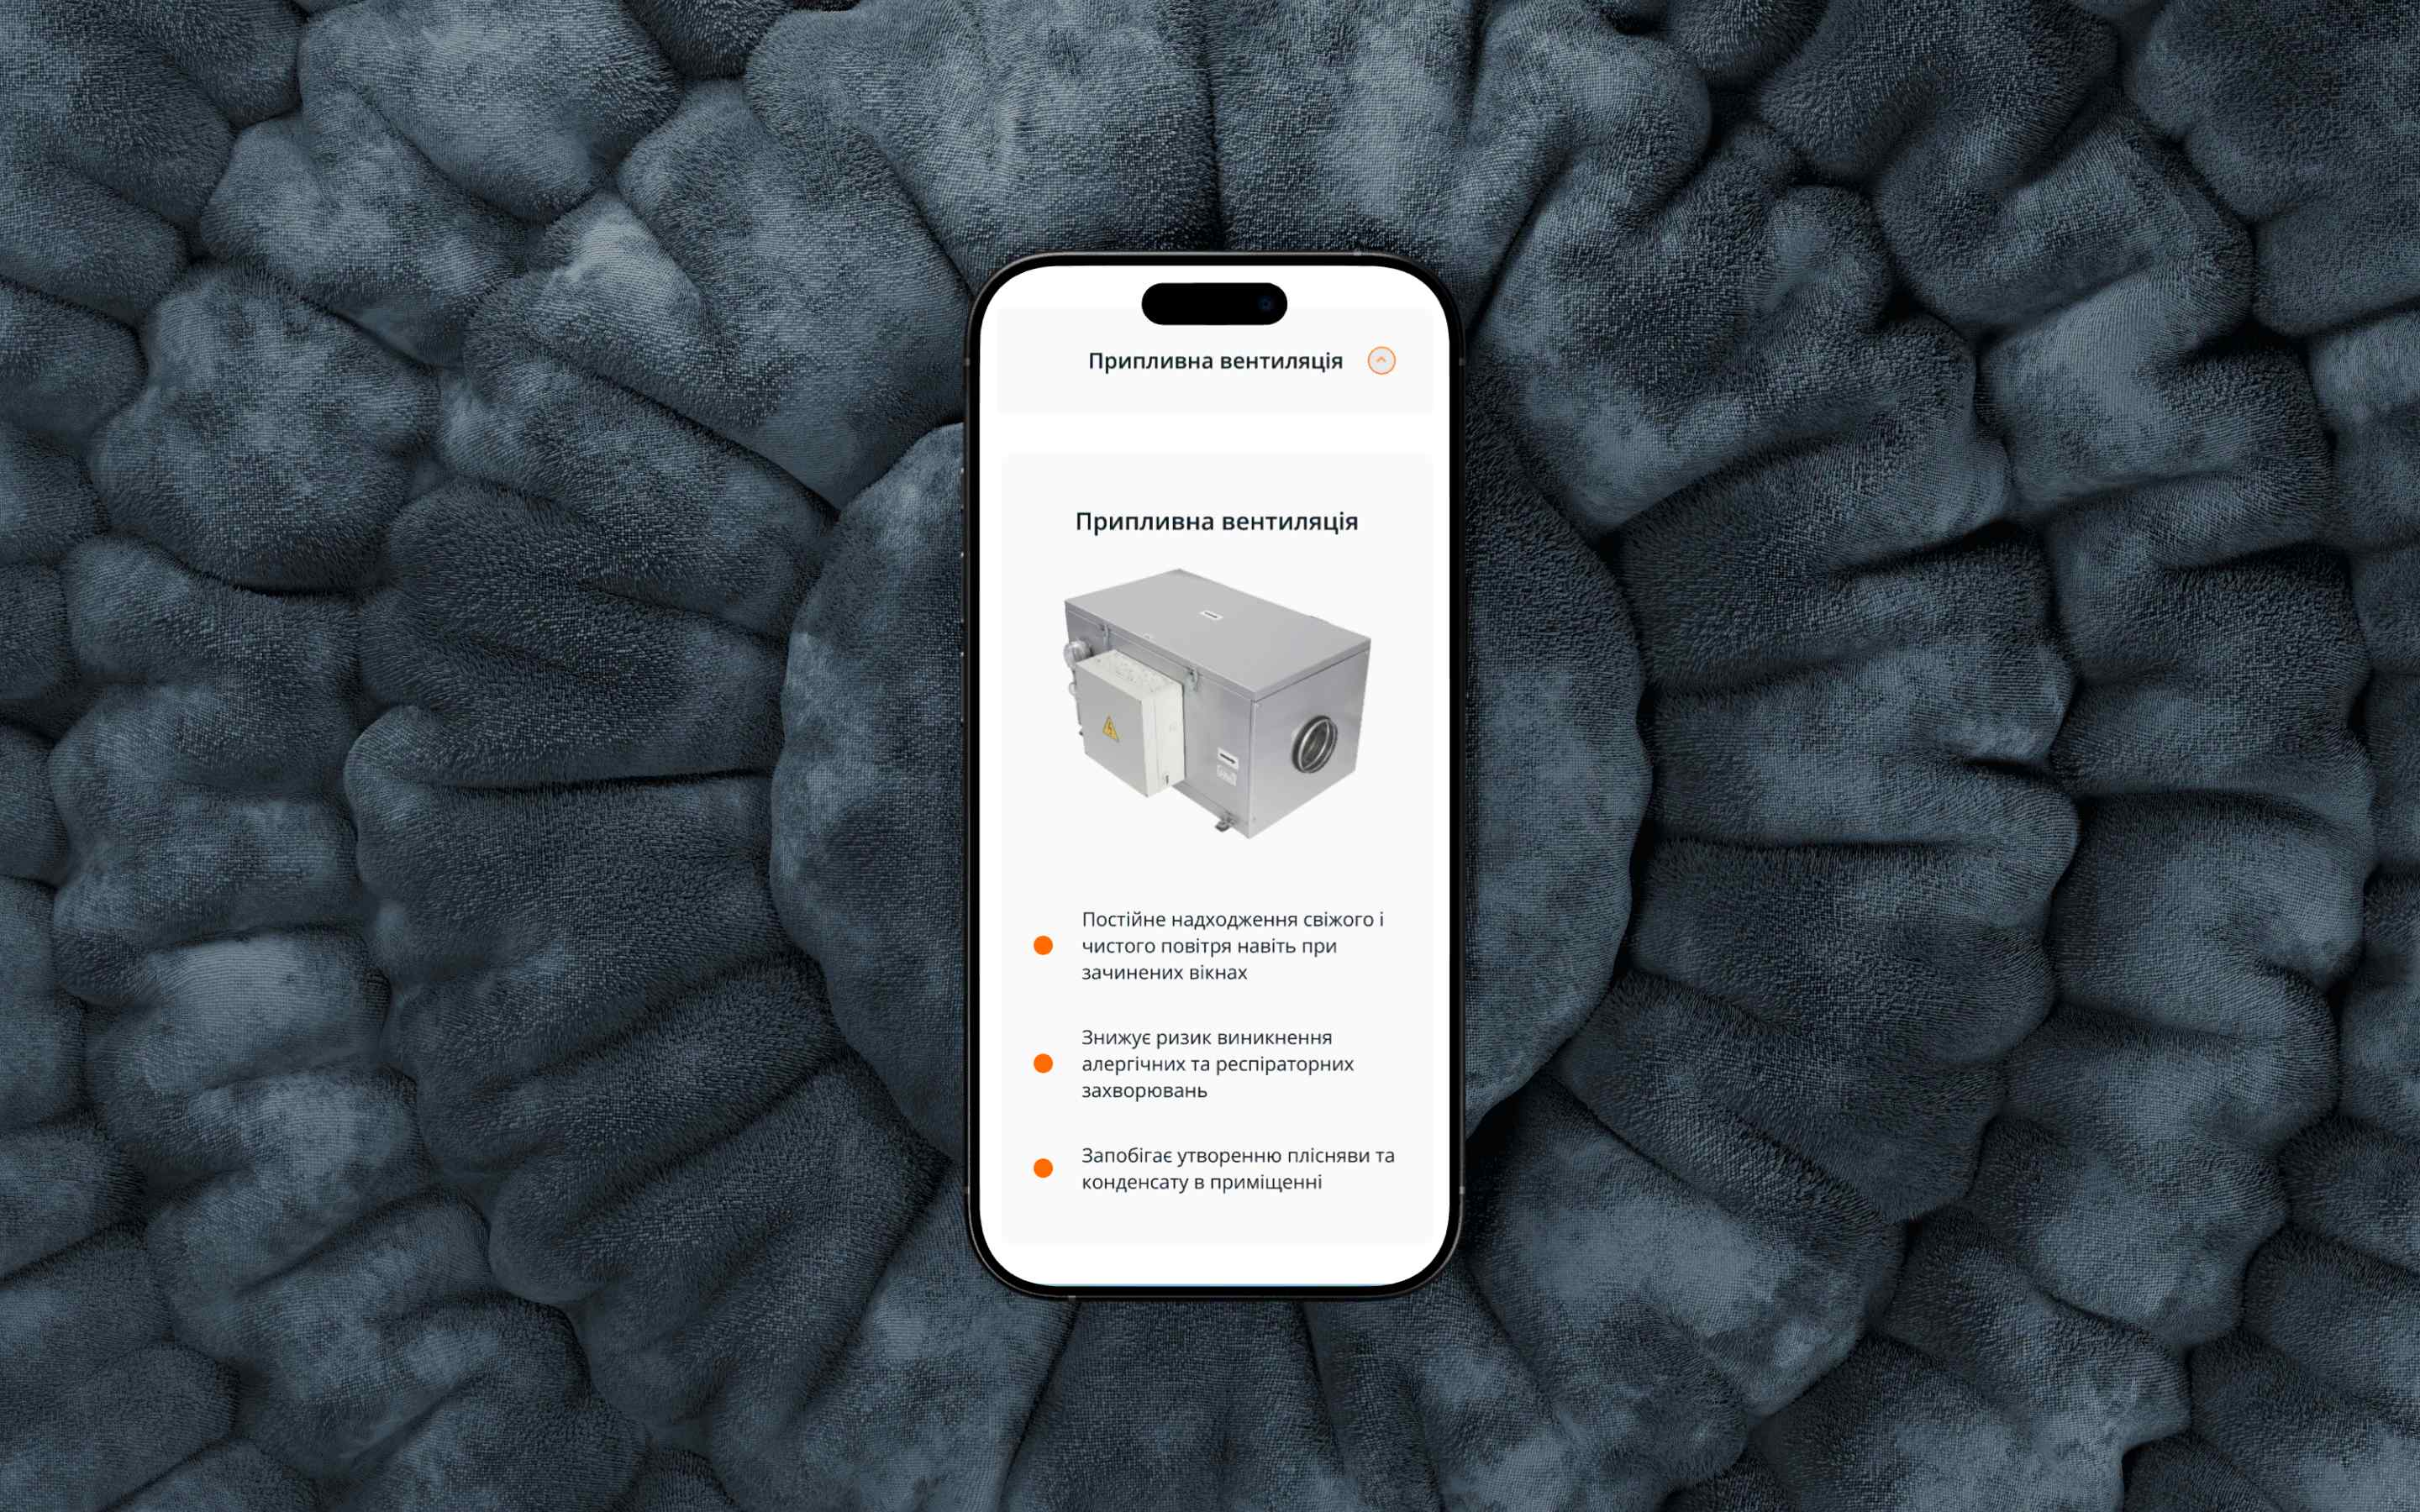 Припливна вентиляція
Припливна вентиляція
Постійне надходження свіжого і
чистого повітря навіть при
зачинених вікнах
Знижує ризик виникнення
алергічних та респіраторних
захворювань
Запобігає утворенню плісняви та
конденсату в приміщенні